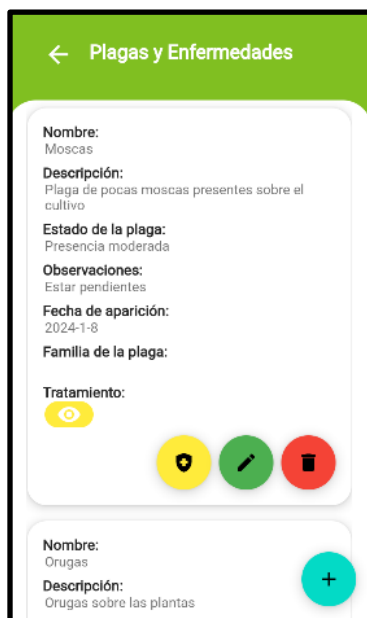 Plagas y Enfermedades
Nombre:
Moscas
Descripción:
Plaga de pocas moscas presentes sobre el
cultivo
Estado de la plaga:
Presencia moderada
Observaciones:
Estar pendientes
Fecha de aparición:
2024-1-8
Familia de la plaga:
Tratamiento:
Nombre:
Orugas
Descripción:
Orugas sobre las plantas